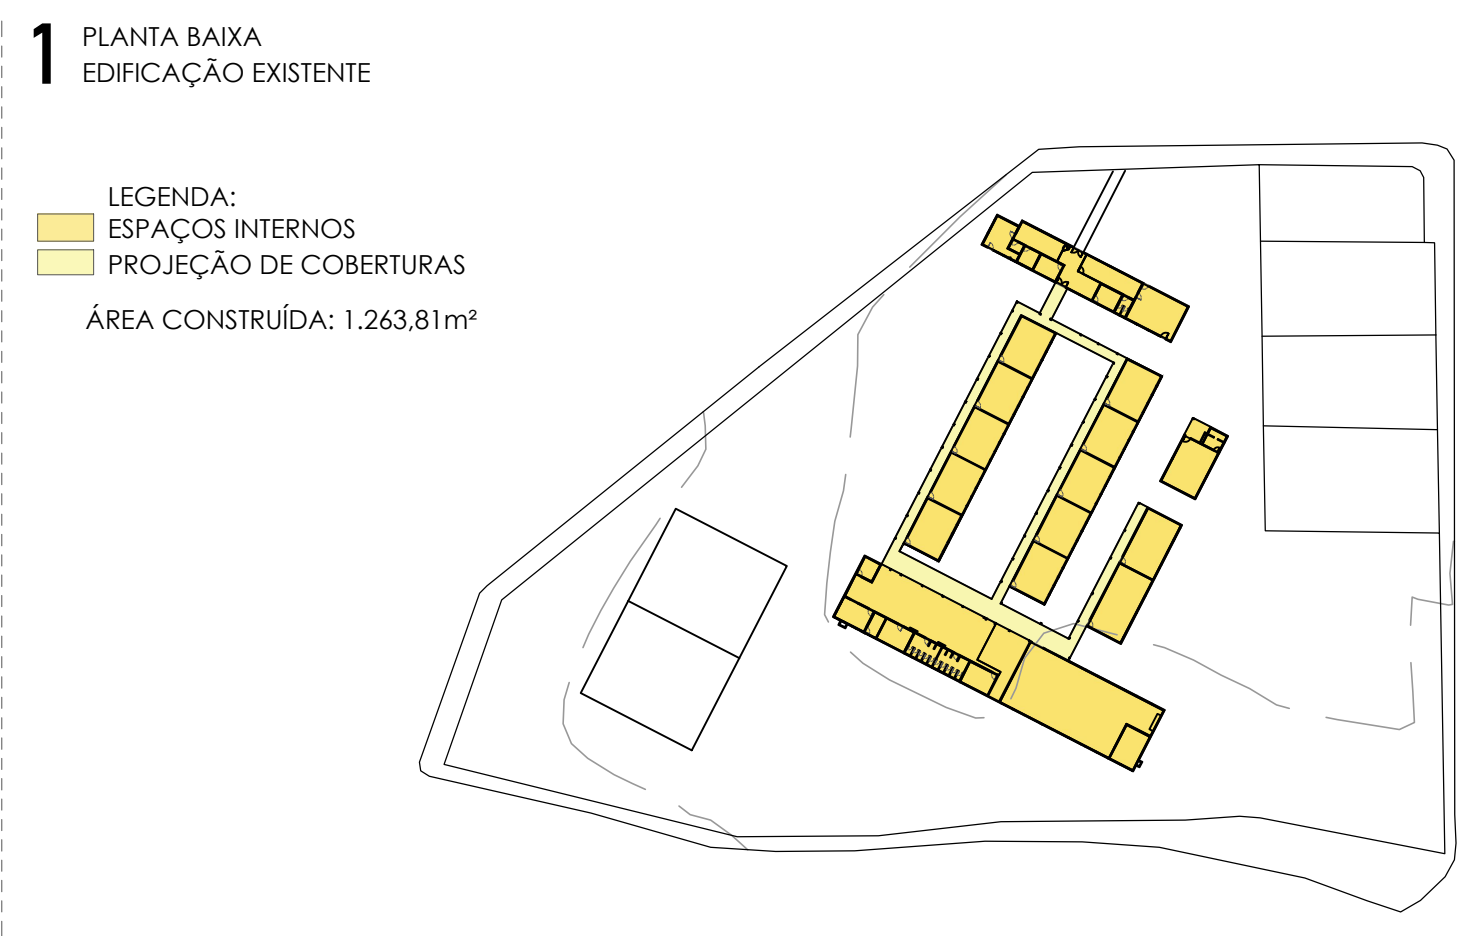 1 PLANTA BAIXA
EDIFICAÇÃO EXISTENTE
LEGENDA:
ESPAÇOS INTERNOS
PROJEÇÃO DE COBERTURAS
ÁREA CONSTRUÍDA: 1.263,81m²